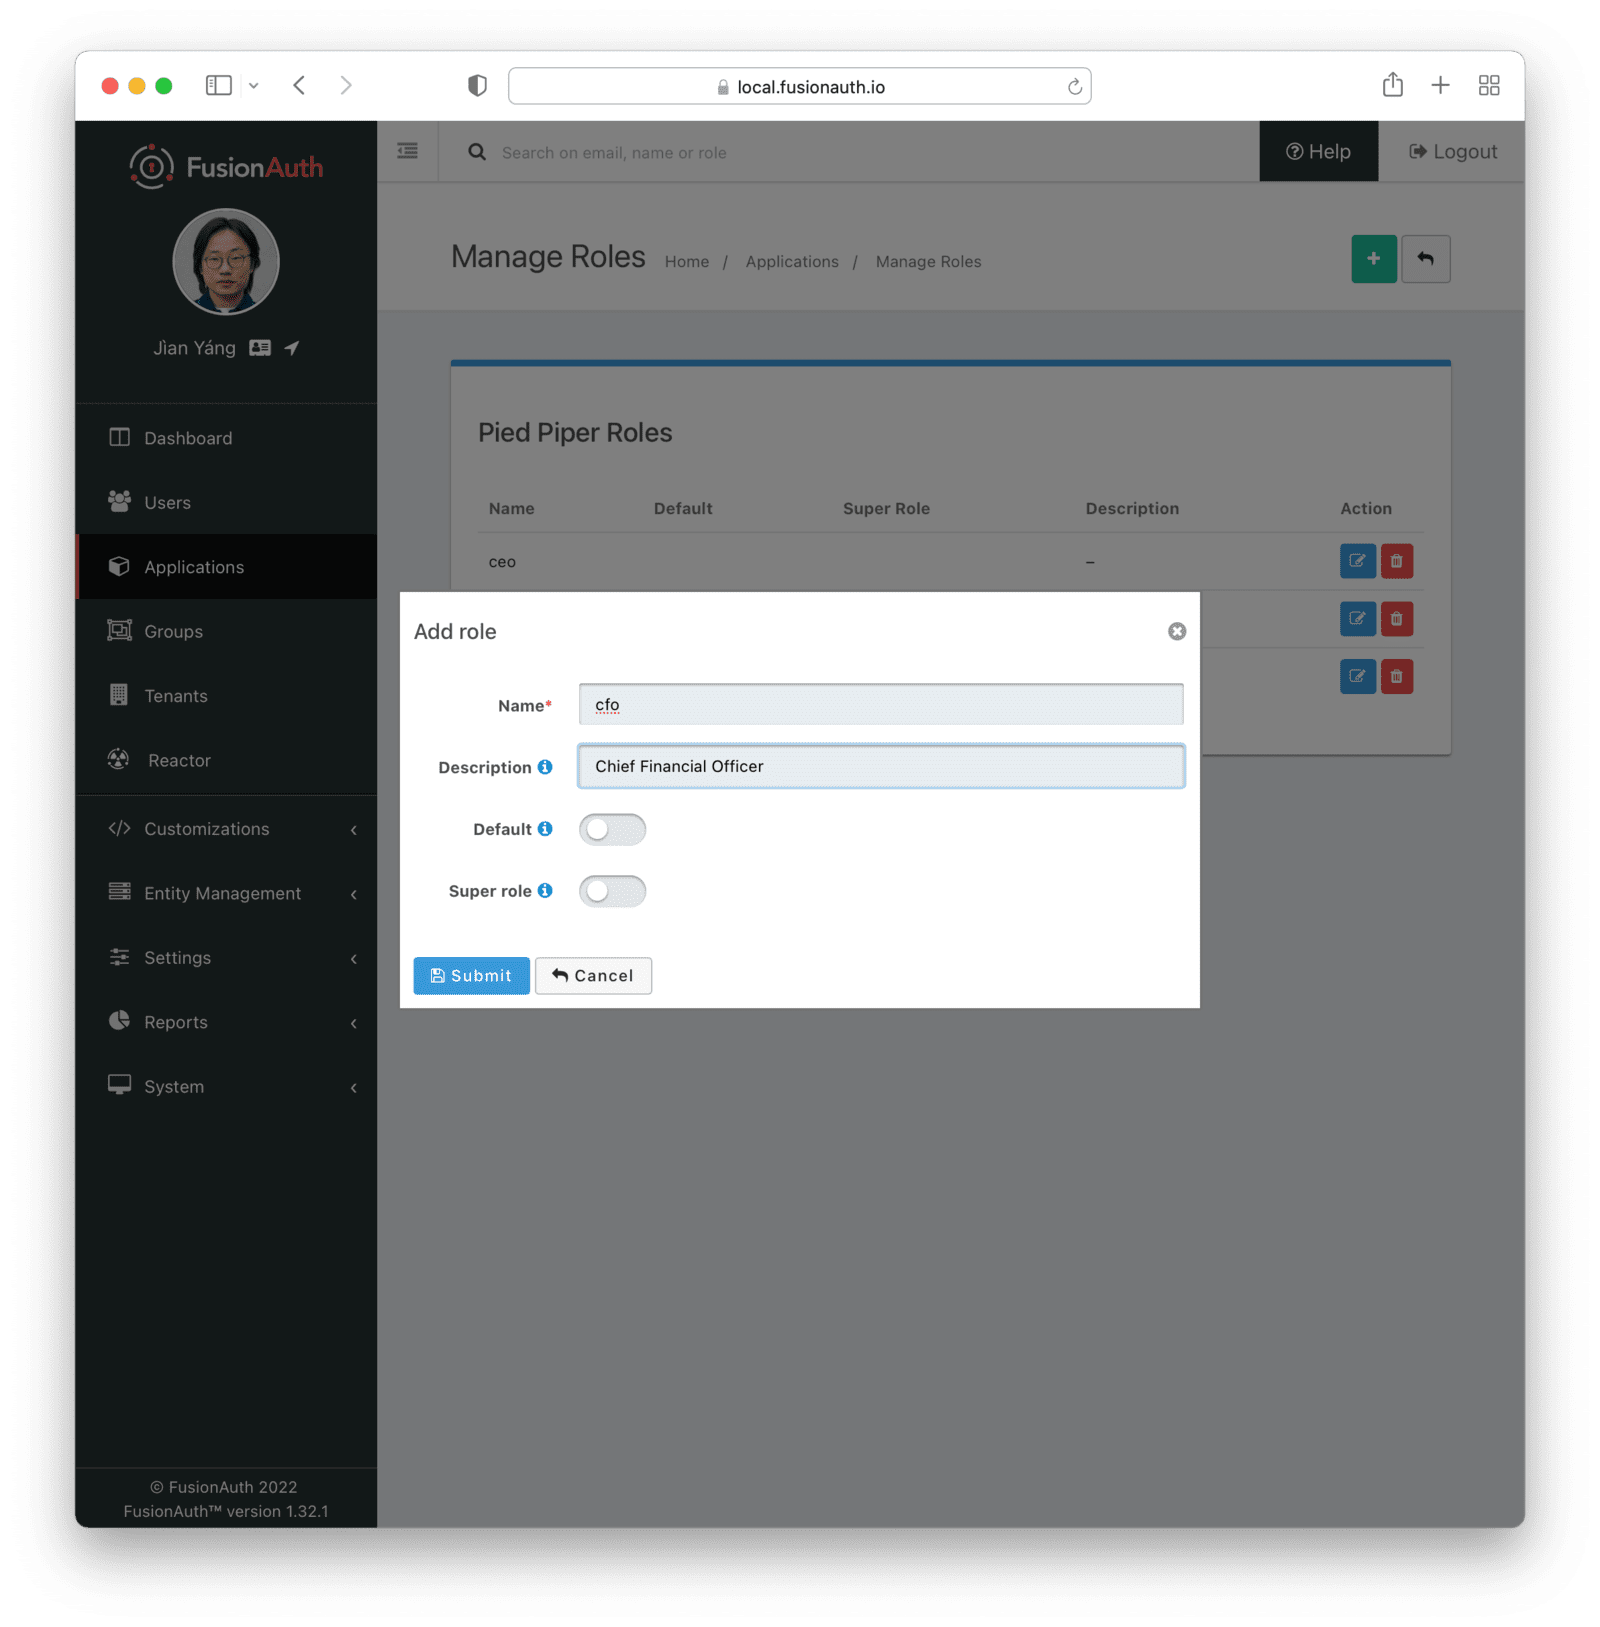 local.fusionauth.io
FusionAuth
Search on email, name or role
Help
Logout
Jìan Yáng
Manage Roles
Home / Applications / Manage Roles
Dashboard
Users
Applications
Groups
Tenants
Reactor
Customizations
Entity Management
Settings
Reports
System
Pied Piper Roles
Name Default Super Role Description Action
ceo –
Add role
Name* cfo
Description Chief Financial Officer
Default
Super role
Submit Cancel
© FusionAuth 2022
FusionAuth™ version 1.32.1